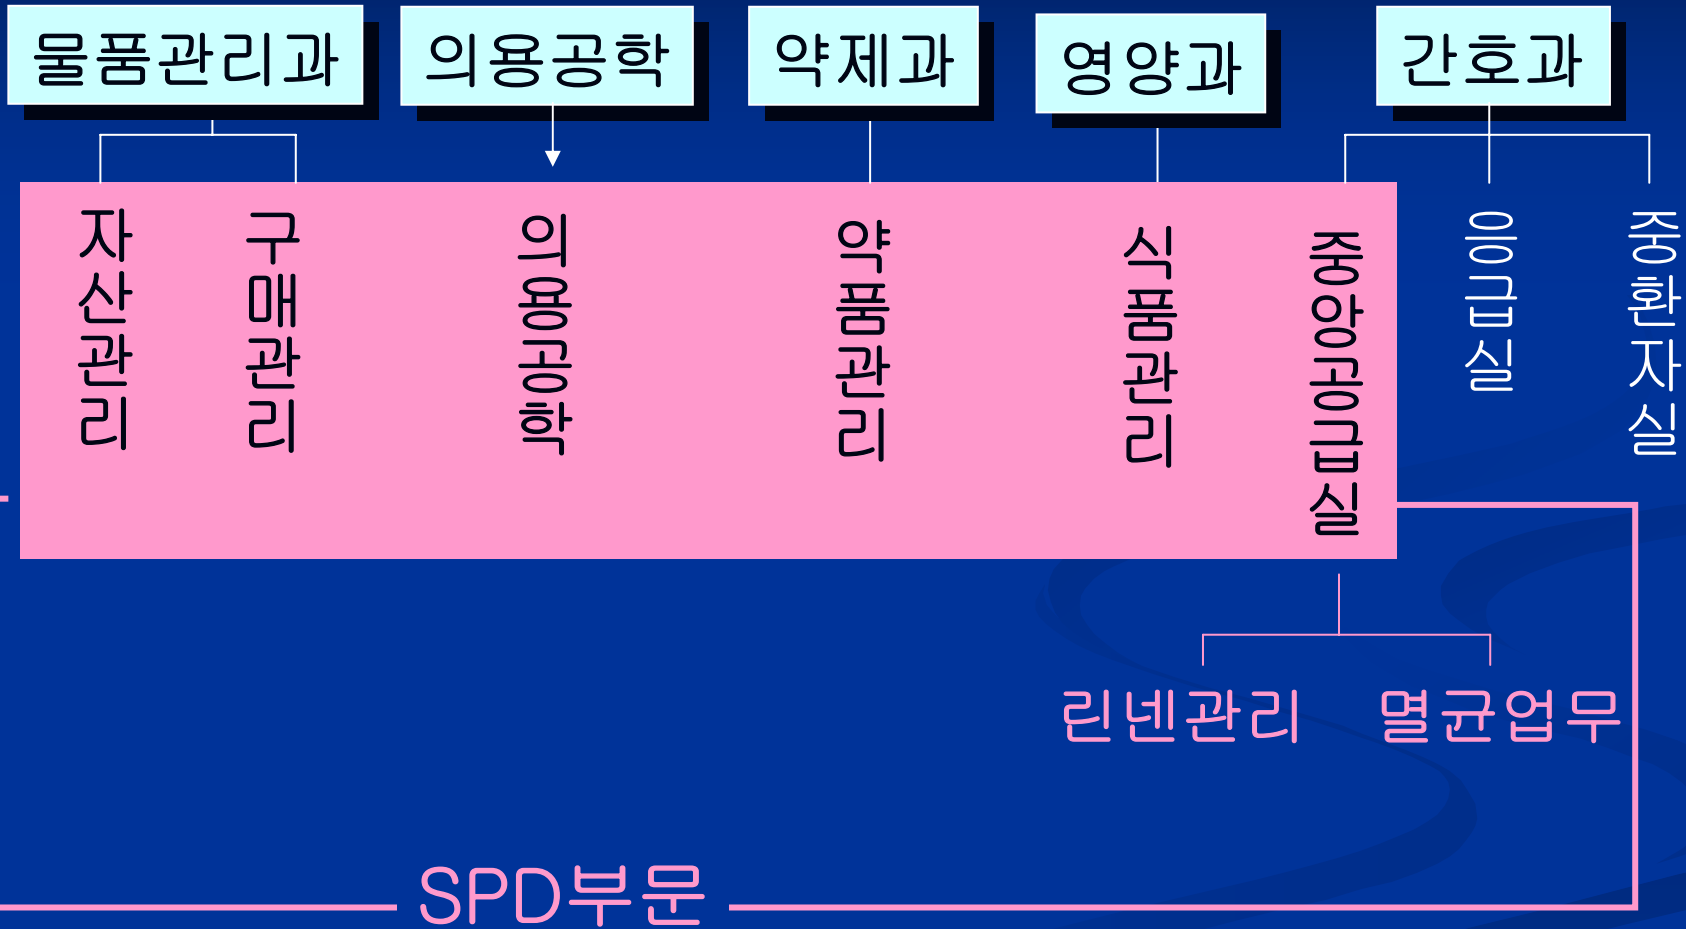 물품관리과
의용공학
약제과
영양과
간호과
자산관리
구매관리
의용공학
약품관리
식품관리
중앙공급실
응급실
중환자실
린넨관리
멸균업무
SPD부문